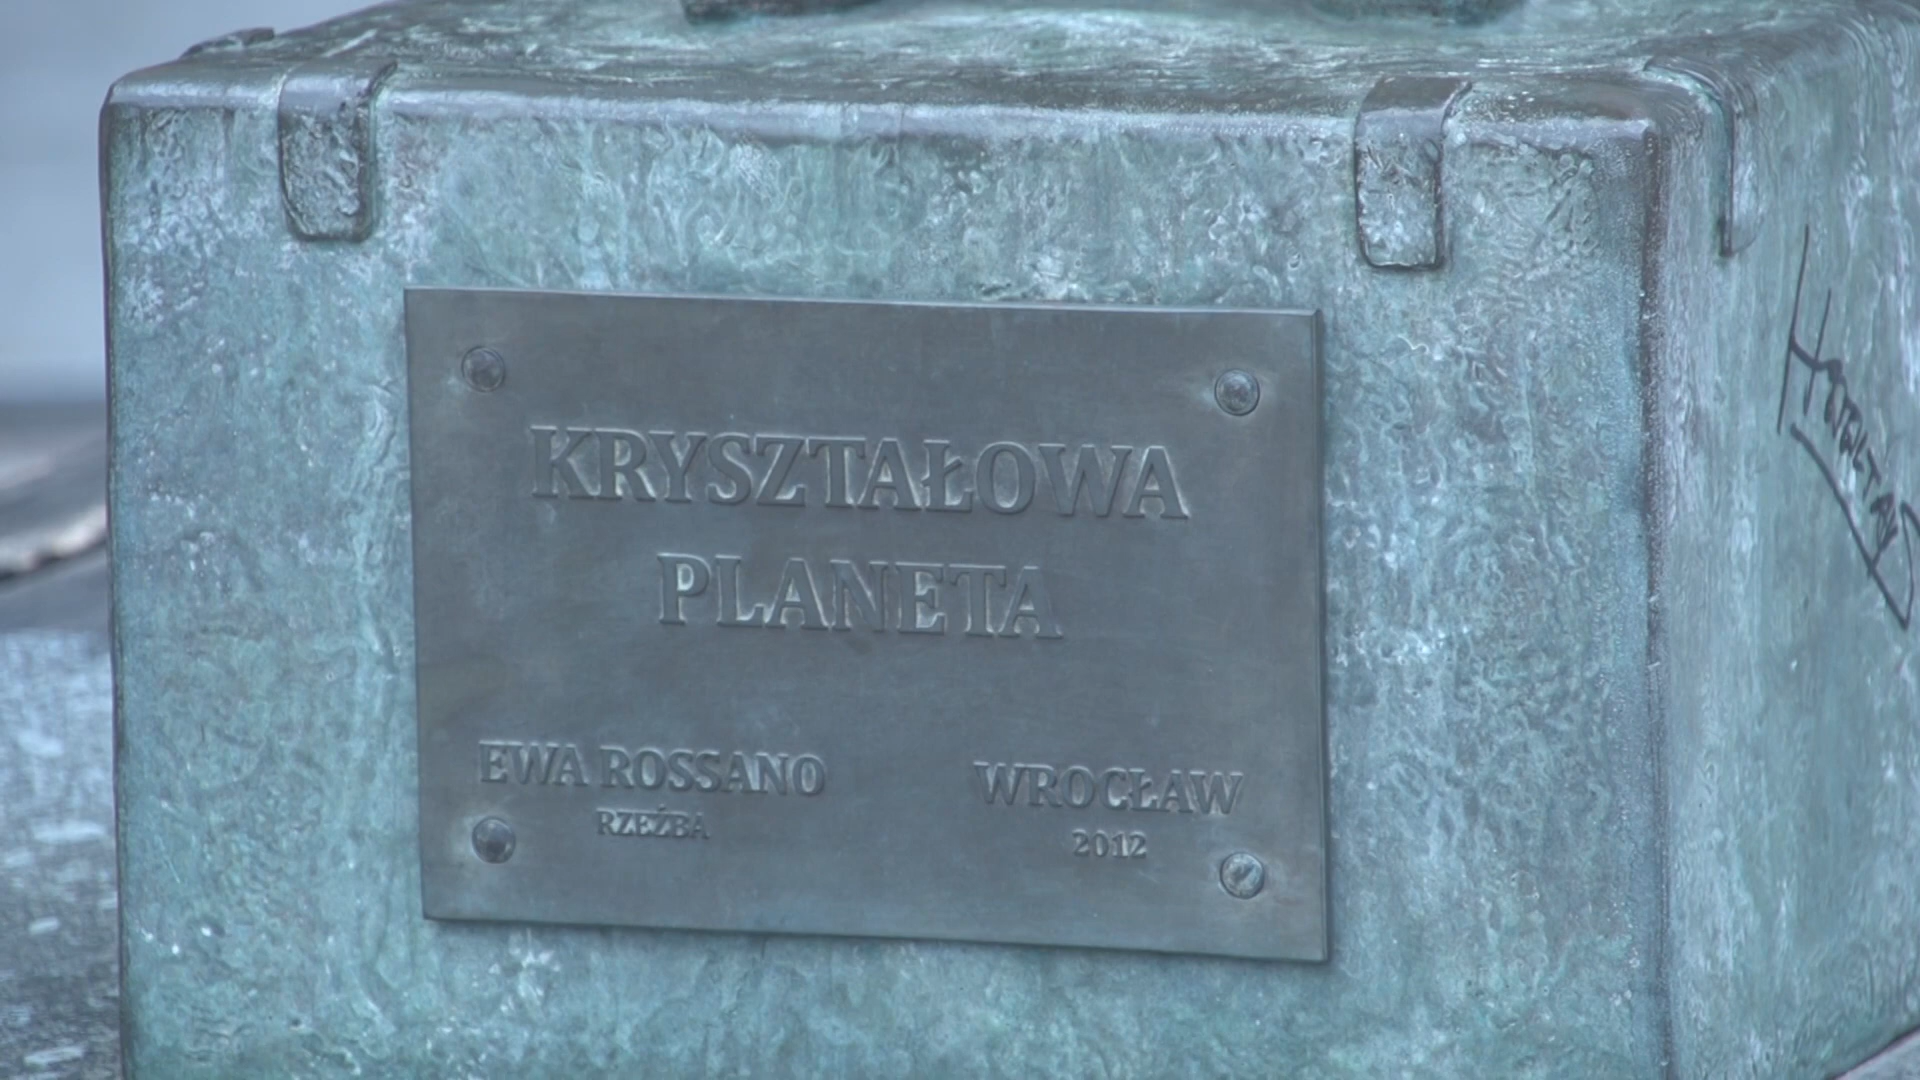 KRYSZTAŁOWA
PLANETA
EWA ROSSANO
RZEŹBA
WROCŁAW
2012